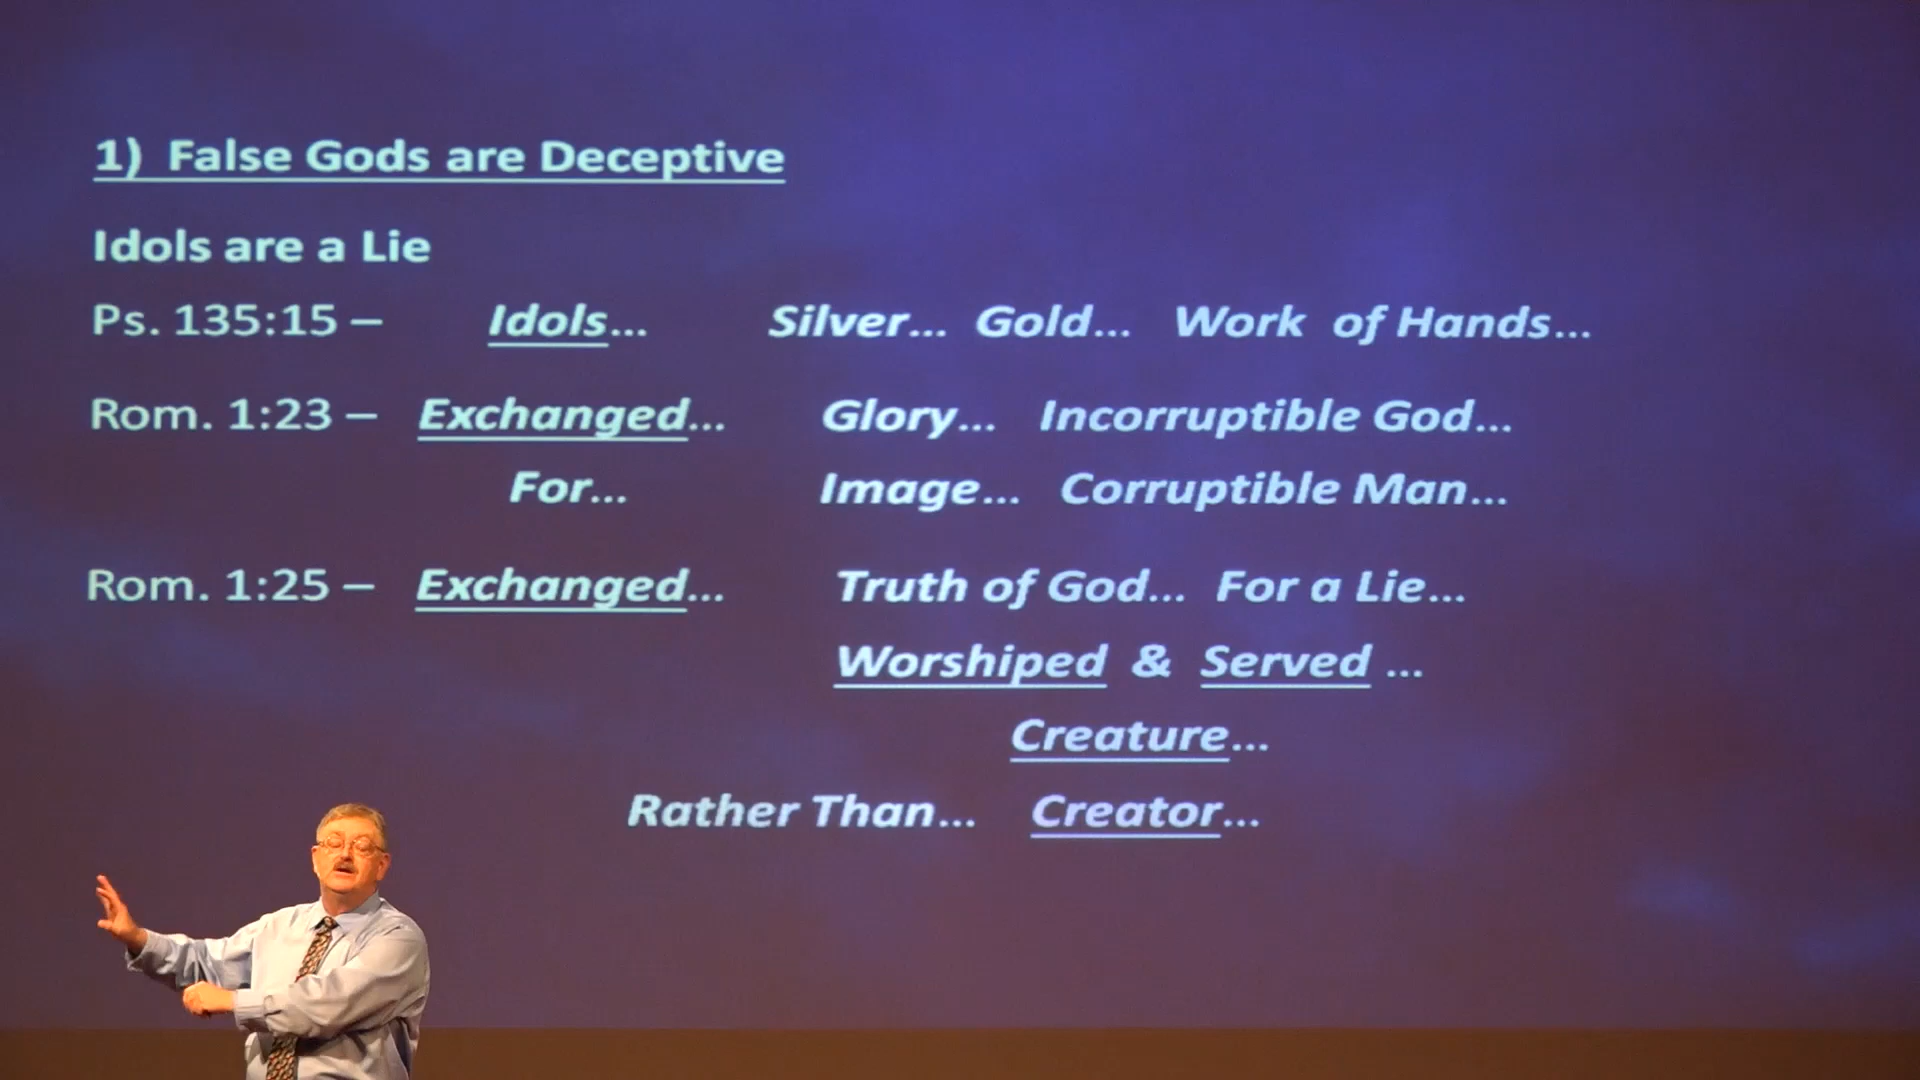 1) False Gods are Deceptive
Idols are a Lie
Ps. 135:15 – Idols... Silver... Gold... Work of Hands...
Rom. 1:23 – Exchanged... Glory... Incorruptible God...
For... Image... Corruptible Man...
Rom. 1:25 – Exchanged... Truth of God... For a Lie...
Worshiped & Served ...
Creature...
Rather Than... Creator...